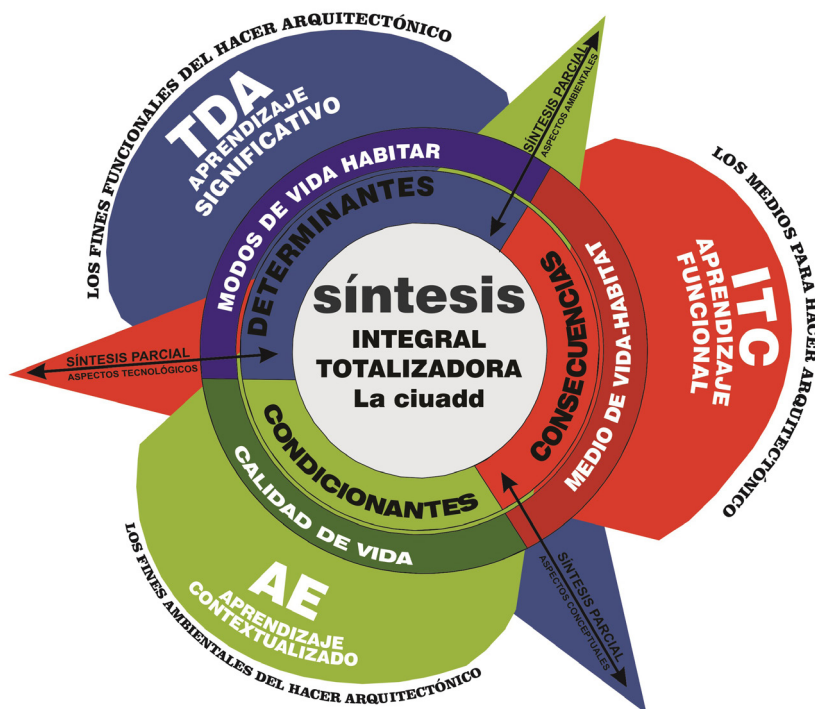 LOS FINES FUNCIONALES DEL HACER ARQUITECTÓNICO
TDA
APRENDIZAJE
SIGNIFICATIVO
MODOS DE VIDA HABITAR
DETERMINANTES
SÍNTESIS PARCIAL
ASPECTOS AMBIENTALES
LOS MEDIOS PARA HACER ARQUITECTÓNICO
ITC
APRENDIZAJE
FUNCIONAL
MEDIO DE VIDA-HABITAT
CONSECUENCIAS
síntesis
INTEGRAL
TOTALIZADORA
La ciuadd
SÍNTESIS PARCIAL
ASPECTOS TECNOLÓGICOS
CONDICIONANTES
CALIDAD DE VIDA
AE
APRENDIZAJE
CONTEXTUALIZADO
LOS FINES AMBIENTALES DEL HACER ARQUITECTÓNICO
SÍNTESIS PARCIAL
ASPECTOS CONCEPTUALES